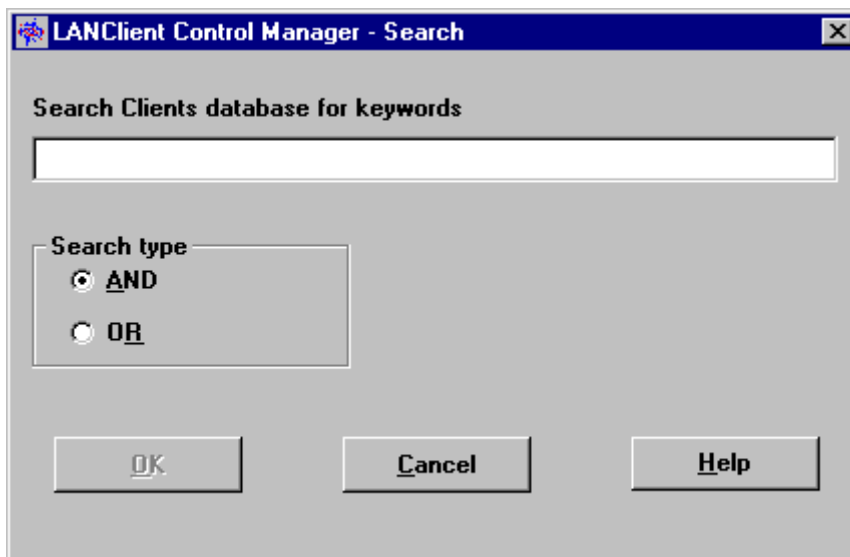 LANClient Control Manager - Search
Search Clients database for keywords
Search type
AND
OR
OK Cancel Help